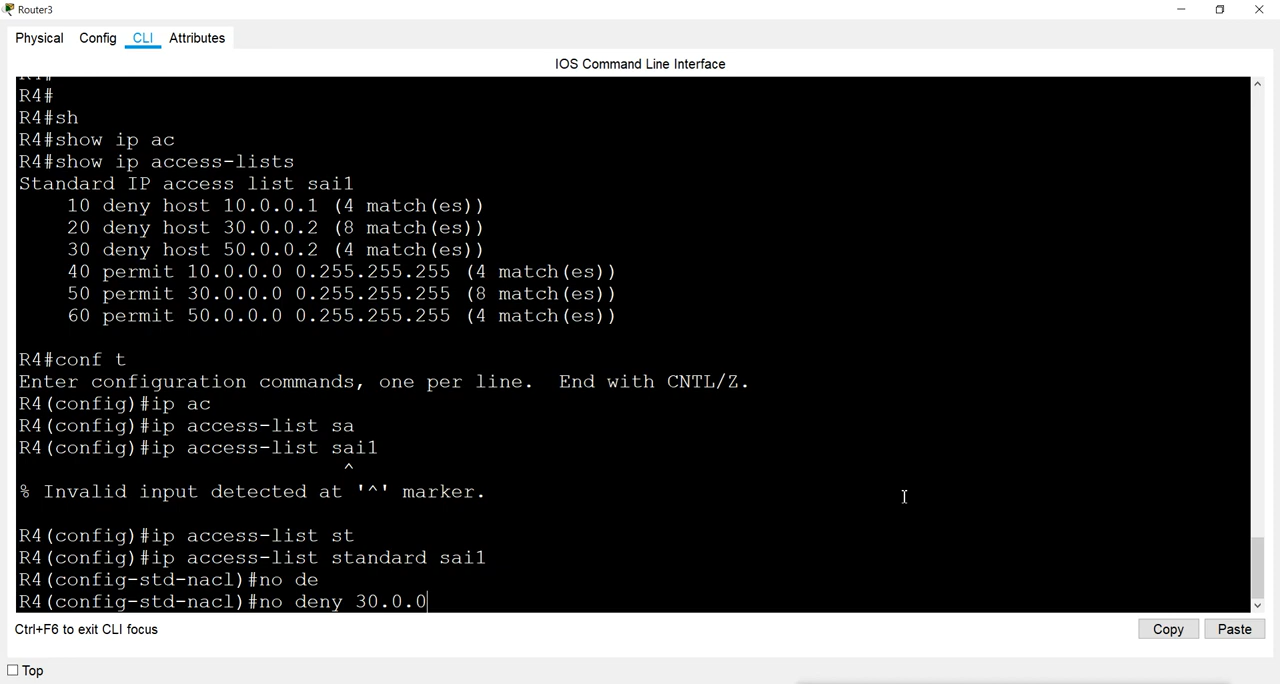 Router3
Physical Config CLI Attributes
IOS Command Line Interface
R4#
R4#
R4#sh
R4#show ip ac
R4#show ip access-lists
Standard IP access list sai1
10 deny host 10.0.0.1 (4 match(es))
20 deny host 30.0.0.2 (8 match(es))
30 deny host 50.0.0.2 (4 match(es))
40 permit 10.0.0.0 0.255.255.255 (4 match(es))
50 permit 30.0.0.0 0.255.255.255 (8 match(es))
60 permit 50.0.0.0 0.255.255.255 (4 match(es))
R4#conf t
Enter configuration commands, one per line.  End with CNTL/Z.
R4(config)#ip ac
R4(config)#ip access-list sa
R4(config)#ip access-list sai1
^
% Invalid input detected at '^' marker.
R4(config)#ip access-list st
R4(config)#ip access-list standard sai1
R4(config-std-nacl)#no de
R4(config-std-nacl)#no deny 30.0.0
Ctrl+F6 to exit CLI focus
Copy Paste
Top